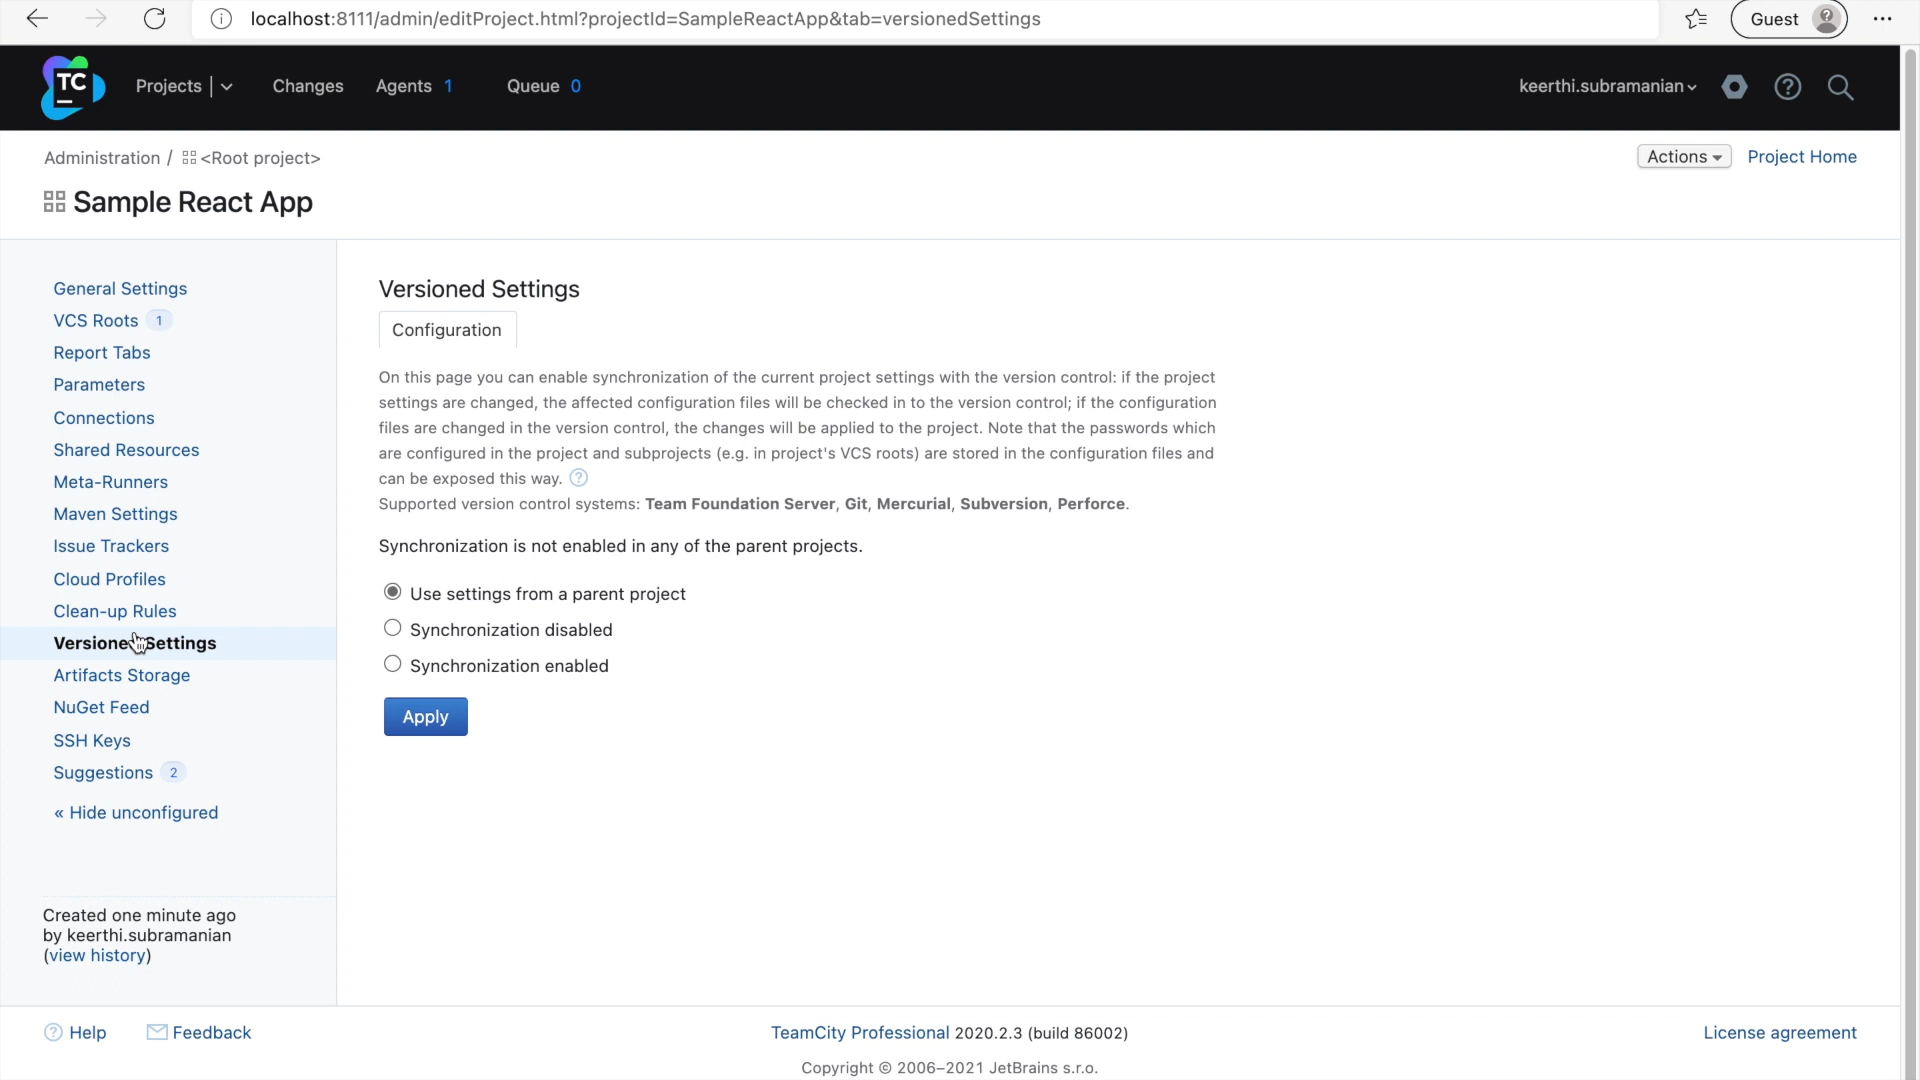 localhost:8111/admin/editProject.html?projectId=SampleReactApp&tab=versionedSettings
Guest
TC
Projects
Changes
Agents 1
Queue 0
keerthi.subramanian
Administration / <Root project>
Actions
Project Home
Sample React App
General Settings
VCS Roots 1
Report Tabs
Parameters
Connections
Shared Resources
Meta-Runners
Maven Settings
Issue Trackers
Cloud Profiles
Clean-up Rules
Versioned Settings
Artifacts Storage
NuGet Feed
SSH Keys
Suggestions 2
« Hide unconfigured
Created one minute ago
by keerthi.subramanian
(view history)
Versioned Settings
Configuration
On this page you can enable synchronization of the current project settings with the version control: if the project
settings are changed, the affected configuration files will be checked in to the version control; if the configuration
files are changed in the version control, the changes will be applied to the project. Note that the passwords which
are configured in the project and subprojects (e.g. in project's VCS roots) are stored in the configuration files and
can be exposed this way. ?
Supported version control systems: Team Foundation Server, Git, Mercurial, Subversion, Perforce.
Synchronization is not enabled in any of the parent projects.
Use settings from a parent project
Synchronization disabled
Synchronization enabled
Apply
Help
Feedback
TeamCity Professional 2020.2.3 (build 86002)
License agreement
Copyright © 2006–2021 JetBrains s.r.o.